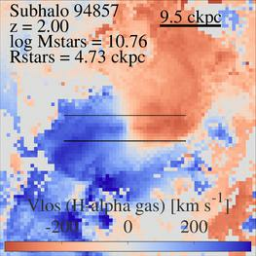 Subhalo 94857
9.5 ckpc
z = 2.00
log Mstars = 10.76
Rstars = 4.73 ckpc
Vlos (H-alpha gas) [km s^-1]
-200 0 200